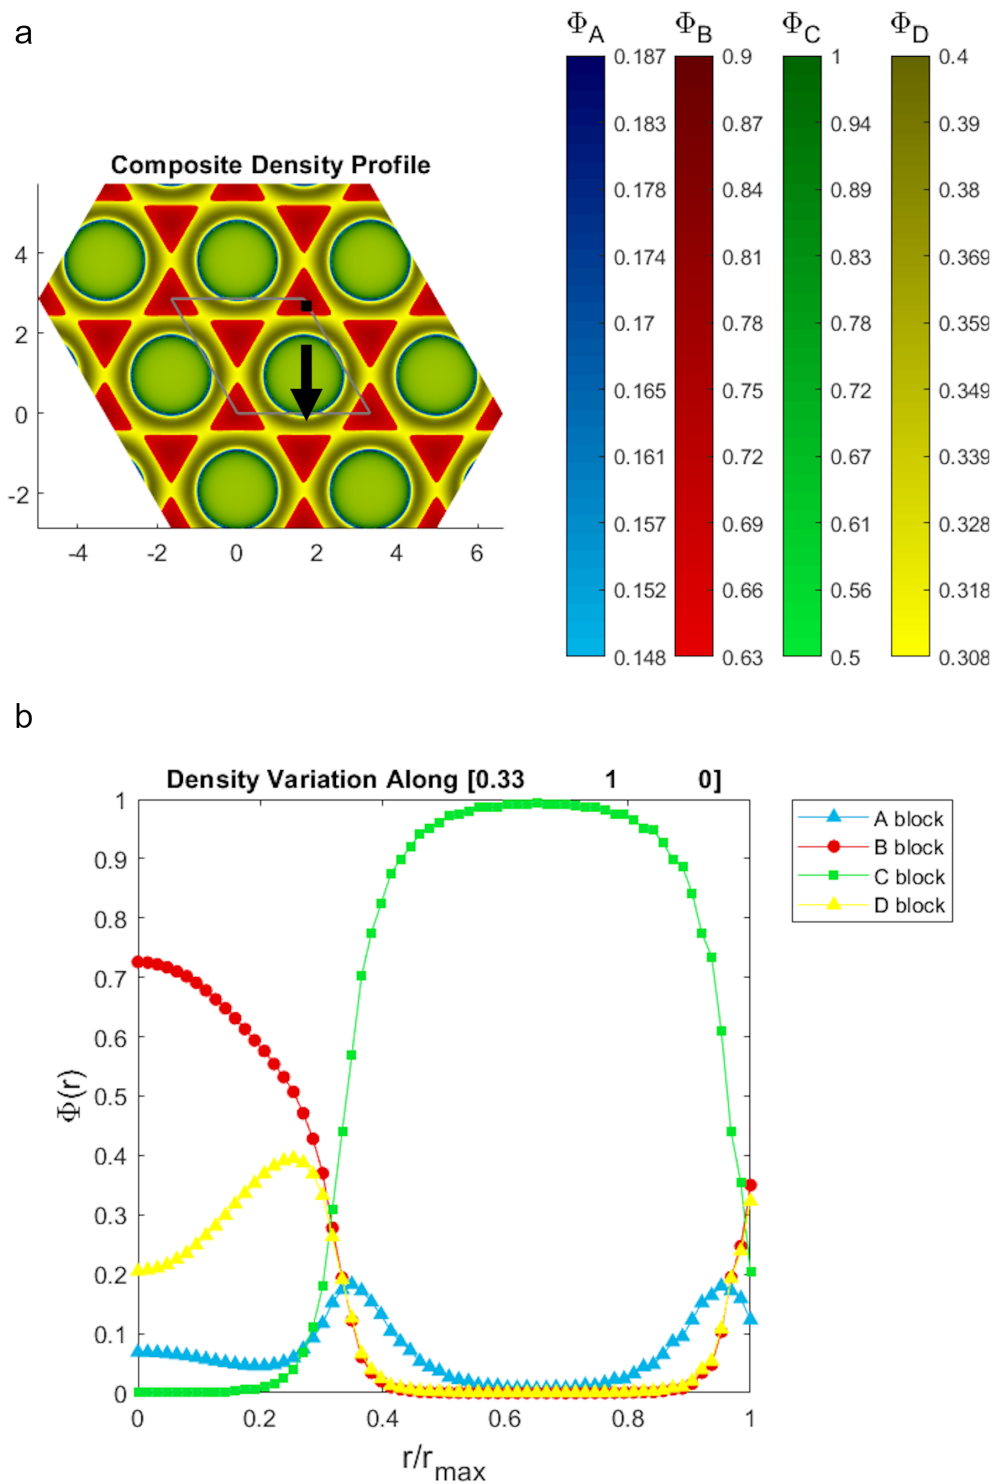 a
Φ_A Φ_B Φ_C Φ_D
0.187 0.9 1 0.4
0.183 0.87 0.94 0.39
0.178 0.84 0.89 0.38
0.174 0.81 0.83 0.369
0.17 0.78 0.78 0.359
0.165 0.75 0.72 0.349
0.161 0.72 0.67 0.339
0.157 0.69 0.61 0.328
0.152 0.66 0.56 0.318
0.148 0.63 0.5 0.308
Composite Density Profile
4
2
0
-2
-4 -2 0 2 4 6
b
Density Variation Along [0.33 1 0]
1
0.9
0.8
0.7
0.6
0.5
0.4
0.3
0.2
0.1
0
Φ(r)
0 0.2 0.4 0.6 0.8 1
r/r_max
A block
B block
C block
D block